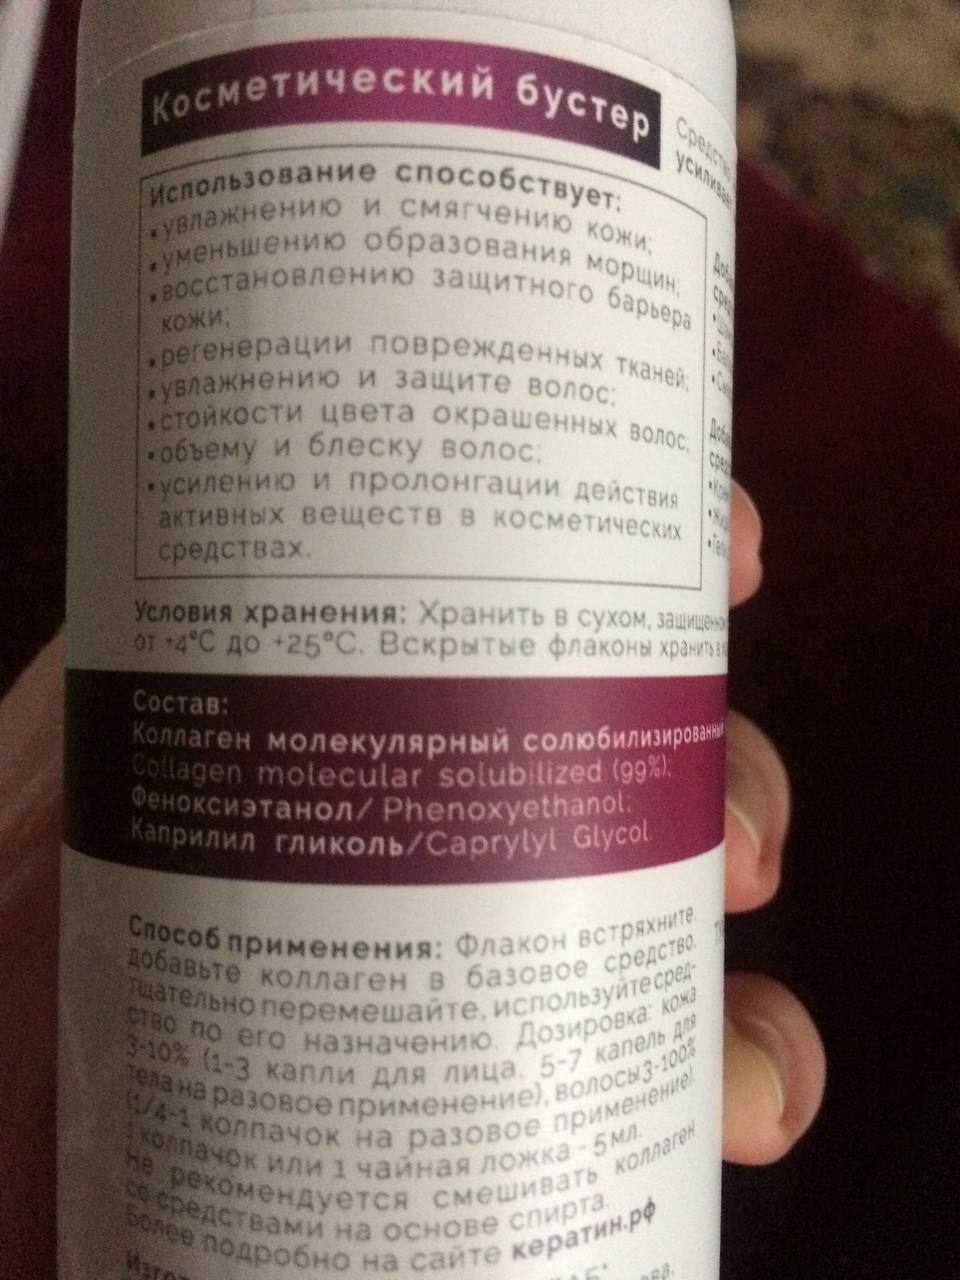 Косметический бустер
Использование способствует:
• увлажнению и смягчению кожи;
• уменьшению образования морщин;
• восстановлению защитного барьера
кожи;
• регенерации поврежденных тканей;
• увлажнению и защите волос;
• стойкости цвета окрашенных волос;
• объему и блеску волос;
• усилению и пролонгации действия
активных веществ в косметических
средствах.
Условия хранения: Хранить в сухом,
от +4°C до +25°C. Вскрытые флаконы хранить в
Состав:
Коллаген молекулярный солюбилизированный
Collagen molecular solubilized (99%);
Феноксиэтанол/ Phenoxyethanol;
Каприлил гликоль/Caprylyl Glycol
Способ применения: Флакон встряхните,
добавьте коллаген в базовое средство,
тщательно перемешайте, используйте сред-
ство по его назначению. Дозировка: кожа
3-10% (1-3 капли для лица, 5-7 капель для
тела на разовое применение), волосы 3-100%
(1/4-1 колпачок на разовое применение).
1 колпачок или 1 чайная ложка - 5 мл.
Не рекомендуется смешивать коллаген
со средствами на основе спирта.
Более подробно на сайте кератин.рф